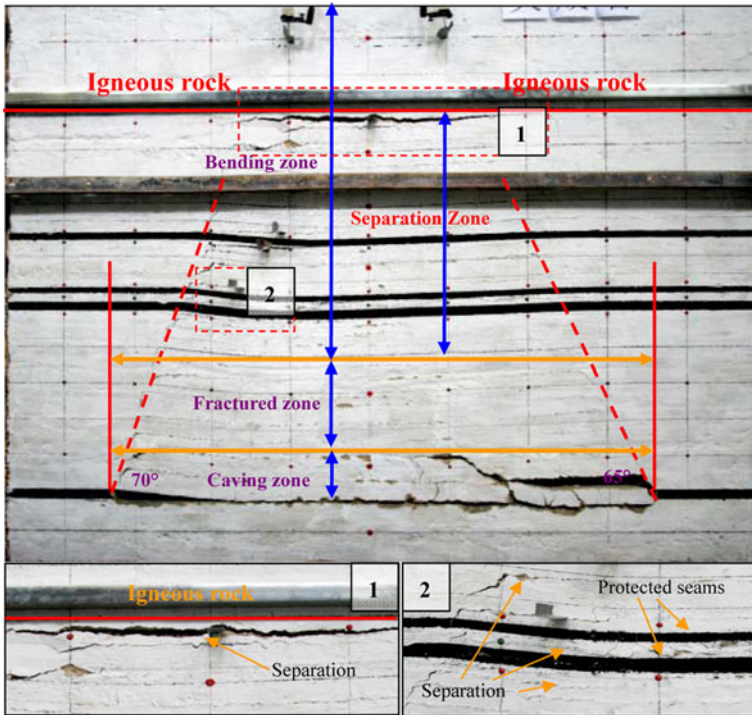 Igneous rock
Igneous rock
1
Bending zone
Separation Zone
2
Fractured zone
70°
Caving zone
65°
Igneous rock
1
Separation
2
Protected seams
Separation